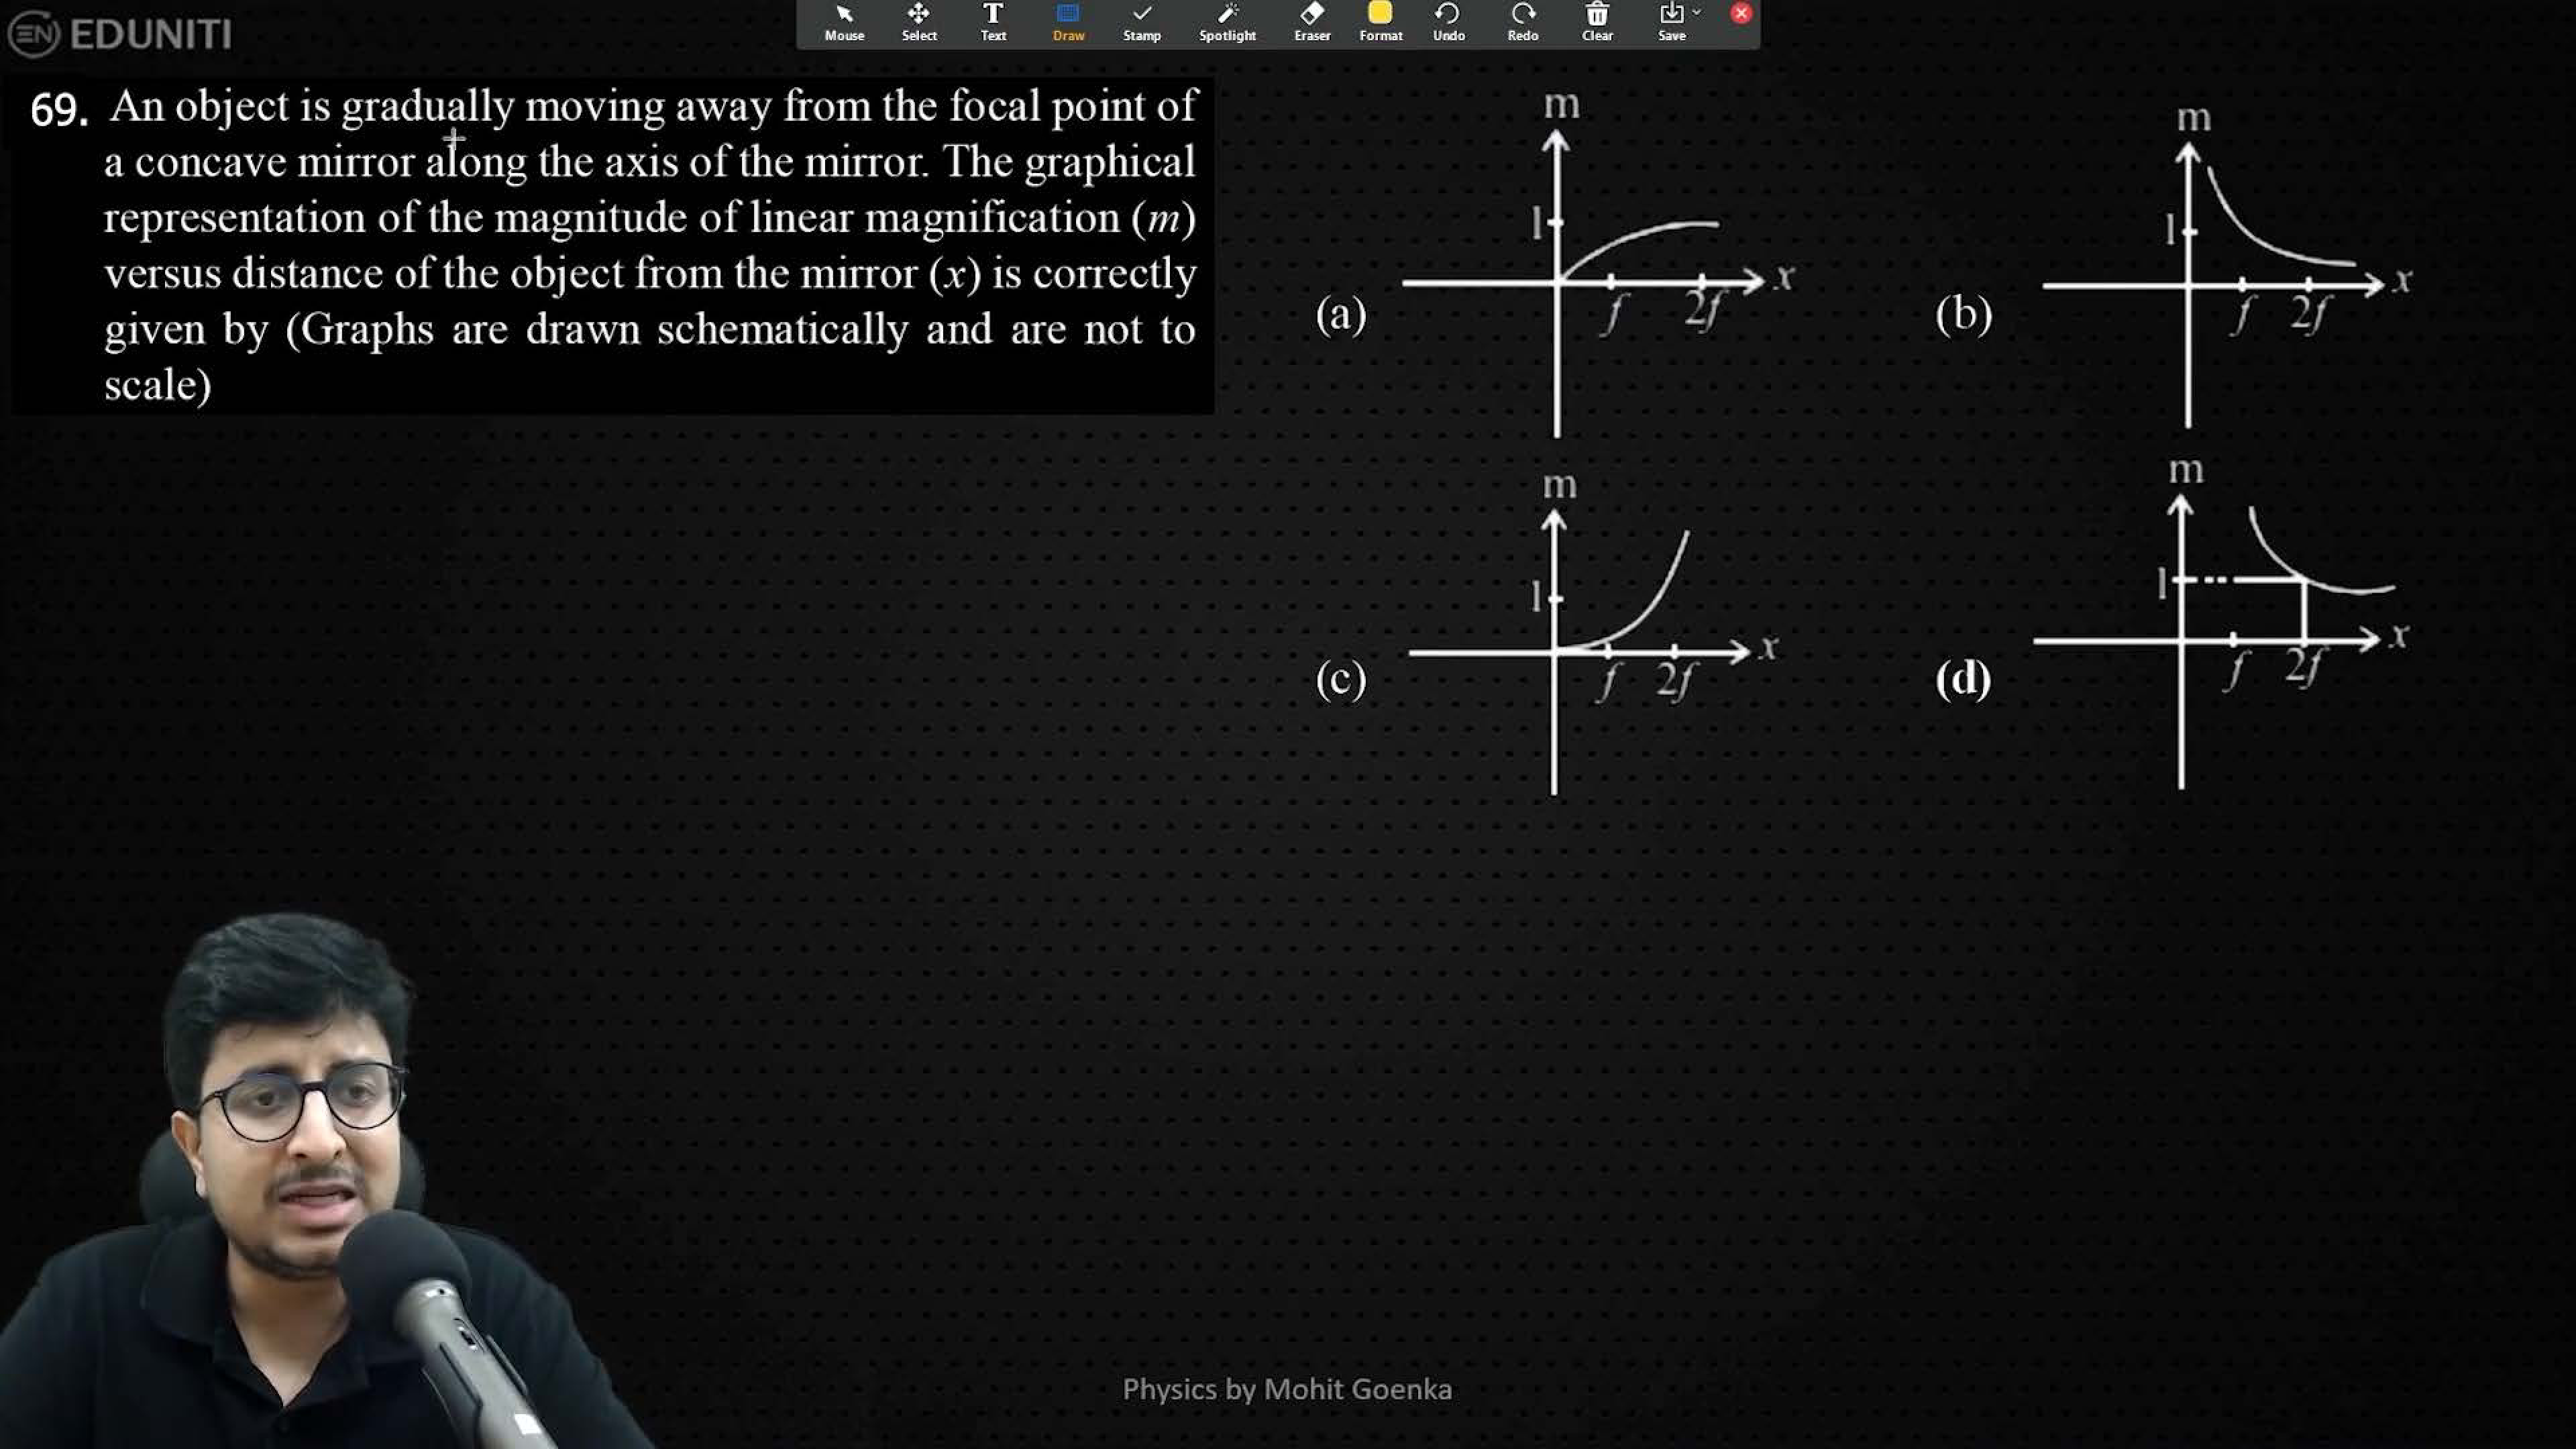 EDUNITI
Mouse Select Text Draw Stamp Spotlight Eraser Format Undo Redo Clear Save
69. An object is gradually moving away from the focal point of
a concave mirror along the axis of the mirror. The graphical
representation of the magnitude of linear magnification (m)
versus distance of the object from the mirror (x) is correctly
given by (Graphs are drawn schematically and are not to
scale)
m
1
x
f 2f
(a)
m
1
x
f 2f
(b)
m
1
x
f 2f
(c)
m
1
x
f 2f
(d)
Physics by Mohit Goenka